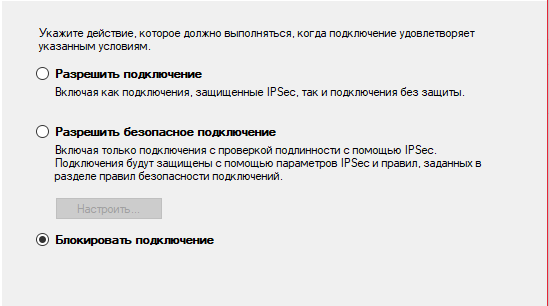 Укажите действие, которое должно выполняться, когда подключение удовлетворяет
указанным условиям.
Разрешить подключение
Включая как подключения, защищенные IPSec, так и подключения без защиты.
Разрешить безопасное подключение
Включая только подключения с проверкой подлинности с помощью IPSec.
Подключения будут защищены с помощью параметров IPSec и правил, заданных в
разделе правил безопасности подключений.
Настроить...
Блокировать подключение